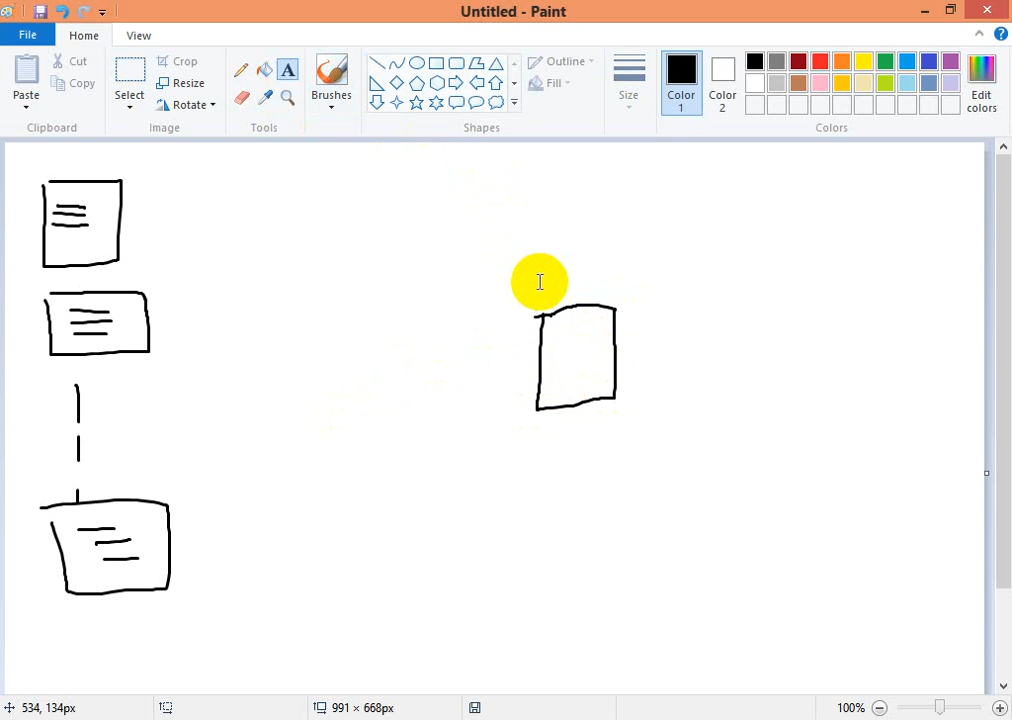 Untitled - Paint
File
Home
View
Paste
Cut
Copy
Clipboard
Select
Crop
Resize
Rotate
Image
A
Tools
Brushes
Shapes
Outline
Fill
Size
Color
1
Color
2
Edit
colors
Colors
534, 134px
991 × 668px
100%